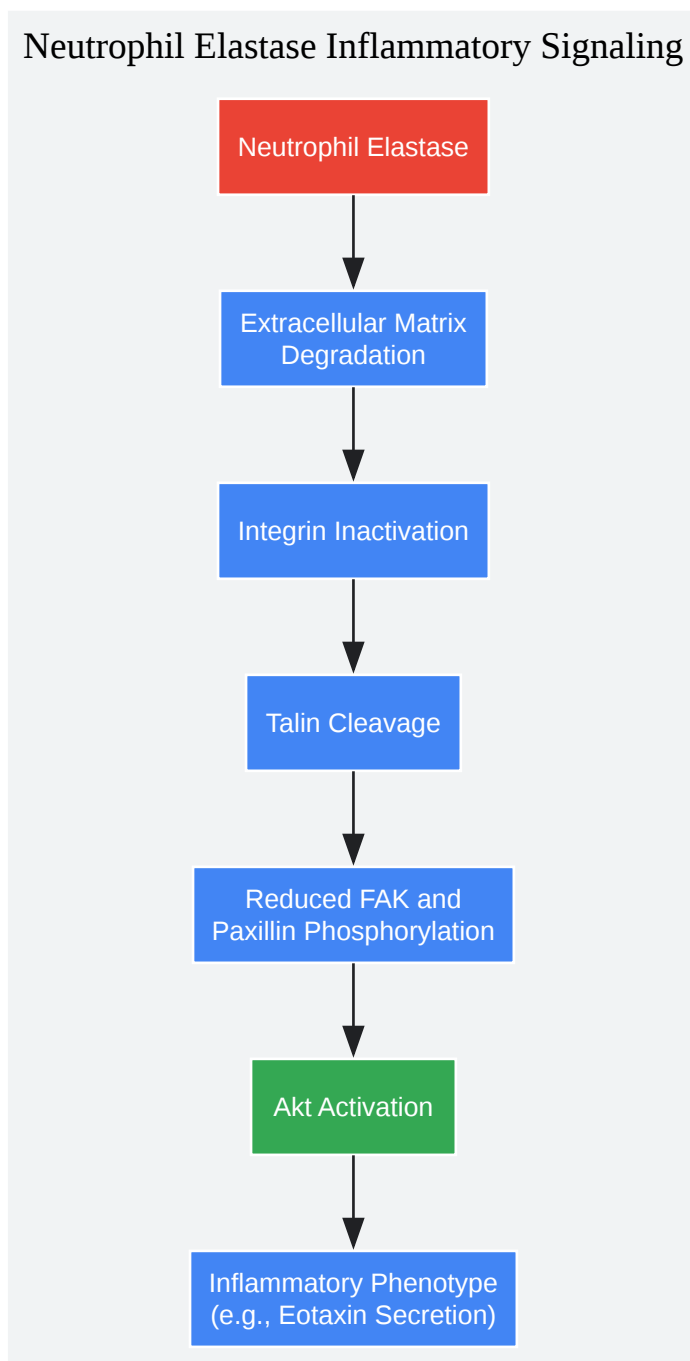 Neutrophil Elastase Inflammatory Signaling
Neutrophil Elastase
Extracellular Matrix
Degradation
Integrin Inactivation
Talin Cleavage
Reduced FAK and
Paxillin Phosphorylation
Akt Activation
Inflammatory Phenotype
(e.g., Eotaxin Secretion)